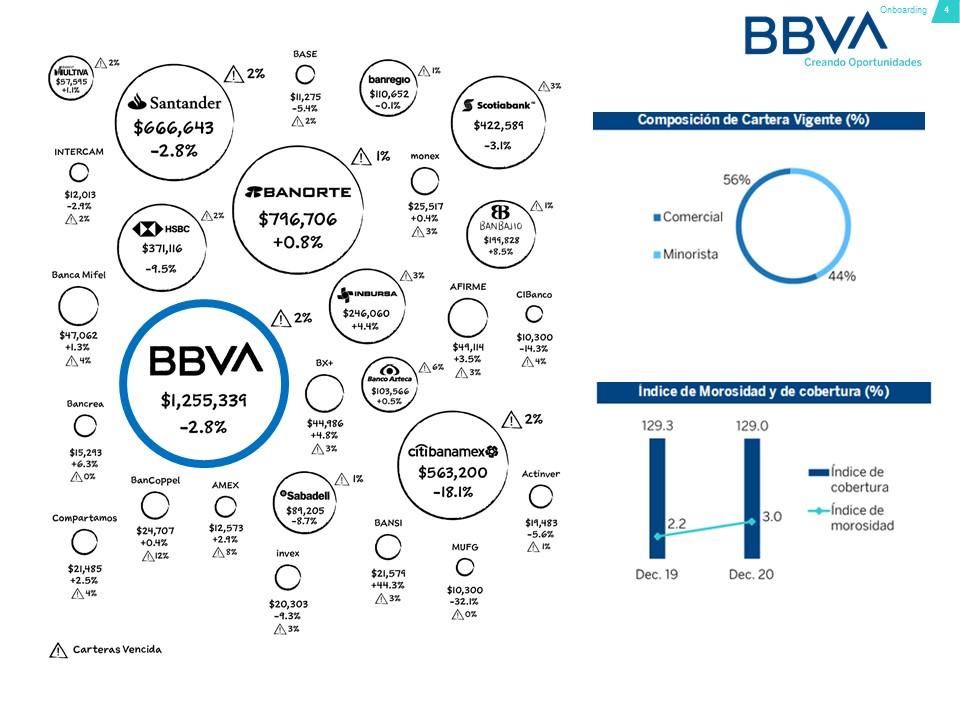 Onboarding 4
BBVA
Creando Oportunidades
BANCO
MULTIVA
$57,595
+1.1%
2%
Santander
$666,643
-2.8%
2%
BASE
$11,275
-5.4%
2%
banregio
$110,652
-0.1%
1%
Scotiabank
$422,589
-3.1%
3%
INTERCAM
$12,013
-2.9%
2%
BANORTE
$796,706
+0.8%
1%
monex
$25,517
+0.4%
3%
HSBC
$371,116
-9.5%
2%
BANBAJIO
$199,828
+8.5%
1%
Banca Mifel
$47,062
+1.3%
4%
INBURSA
$246,060
+4.4%
3%
AFIRME
$49,114
+3.5%
3%
CIBanco
$10,300
-14.3%
4%
BBVA
$1,255,339
-2.8%
2%
BX+
$44,986
+4.8%
3%
Banco Azteca
$103,566
+0.5%
6%
Bancrea
$15,293
+6.3%
0%
citibanamex
$563,200
-18.1%
2%
BanCoppel
$24,707
+0.4%
12%
AMEX
$12,573
+2.9%
8%
Sabadell
$89,205
-8.7%
1%
Actinver
$19,483
-5.6%
1%
Compartamos
$21,485
+2.5%
4%
invex
$20,303
-9.3%
3%
BANSI
$21,579
+44.3%
3%
MUFG
$10,300
-32.1%
0%
Carteras Vencida
Composición de Cartera Vigente (%)
56%
Comercial
Minorista
44%
Índice de Morosidad y de cobertura (%)
129.3 129.0
Índice de
cobertura
Índice de
morosidad
2.2 3.0
Dec. 19 Dec. 20